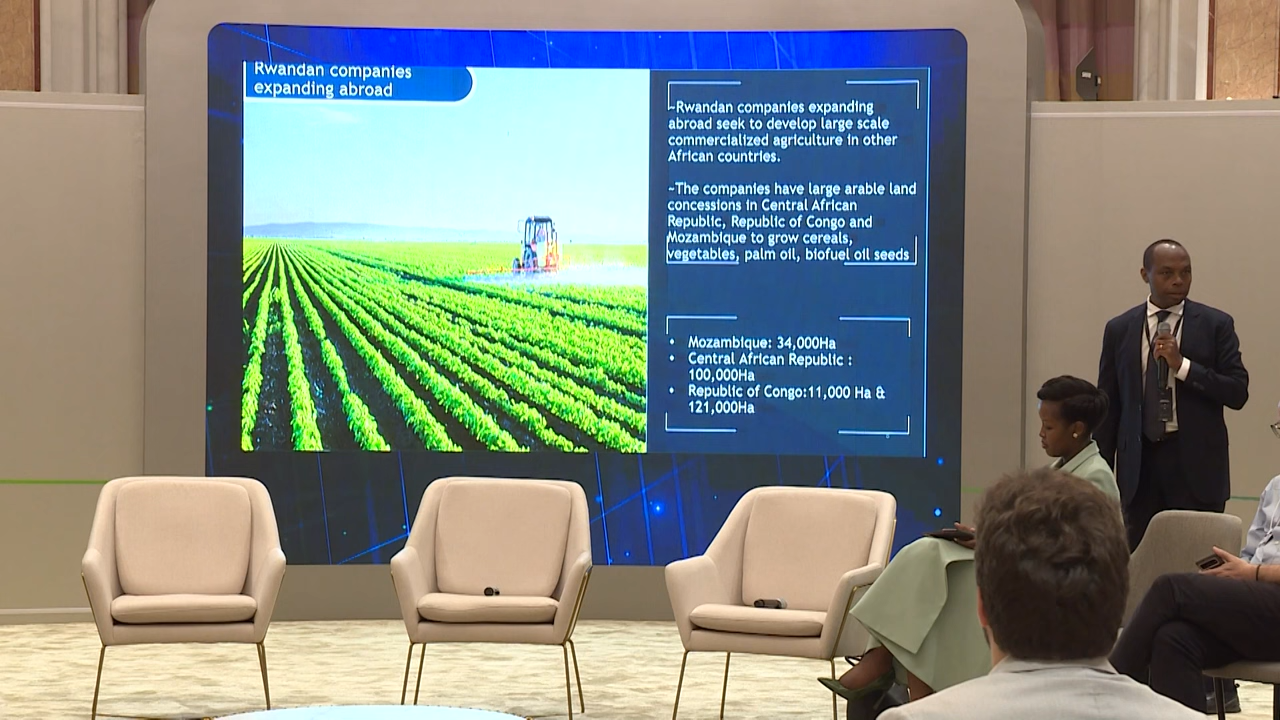 Rwandan companies
expanding abroad
~Rwandan companies expanding
abroad seek to develop large scale
commercialized agriculture in other
African countries.
~The companies have large arable land
concessions in Central African
Republic, Republic of Congo and
Mozambique to grow cereals,
vegetables, palm oil, biofuel oil seeds
• Mozambique: 34,000Ha
• Central African Republic :
100,000Ha
• Republic of Congo:11,000 Ha &
121,000Ha